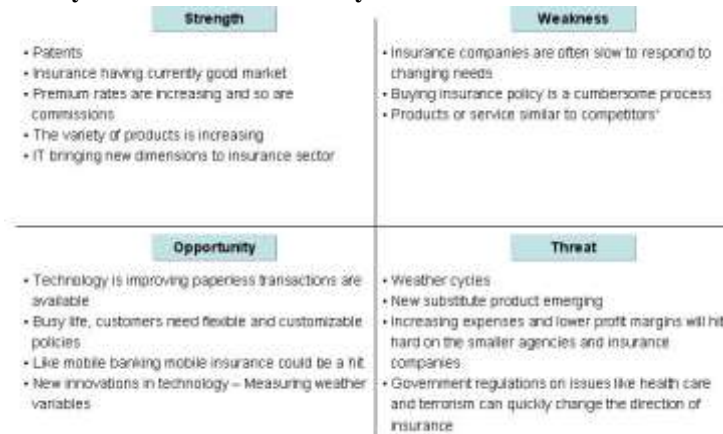 Strength
• Patents
• Insurance having currently good market
• Premium rates are increasing and so are
commissions
• The variety of products is increasing
• IT bringing new dimensions to insurance sector
Weakness
• Insurance companies are often slow to respond to
changing needs
• Buying insurance policy is a cumbersome process
• Products or service similar to competitors'
Opportunity
• Technology is improving paperless transactions are
available
• Busy life, customers need flexible and customizable
policies
• Like mobile banking mobile insurance could be a hit
• New innovations in technology – Measuring weather
variables
Threat
• Weather cycles
• New substitute product emerging
• Increasing expenses and lower profit margins will hit
hard on the smaller agencies and insurance
companies
• Government regulations on issues like health care
and terrorism can quickly change the direction of
insurance